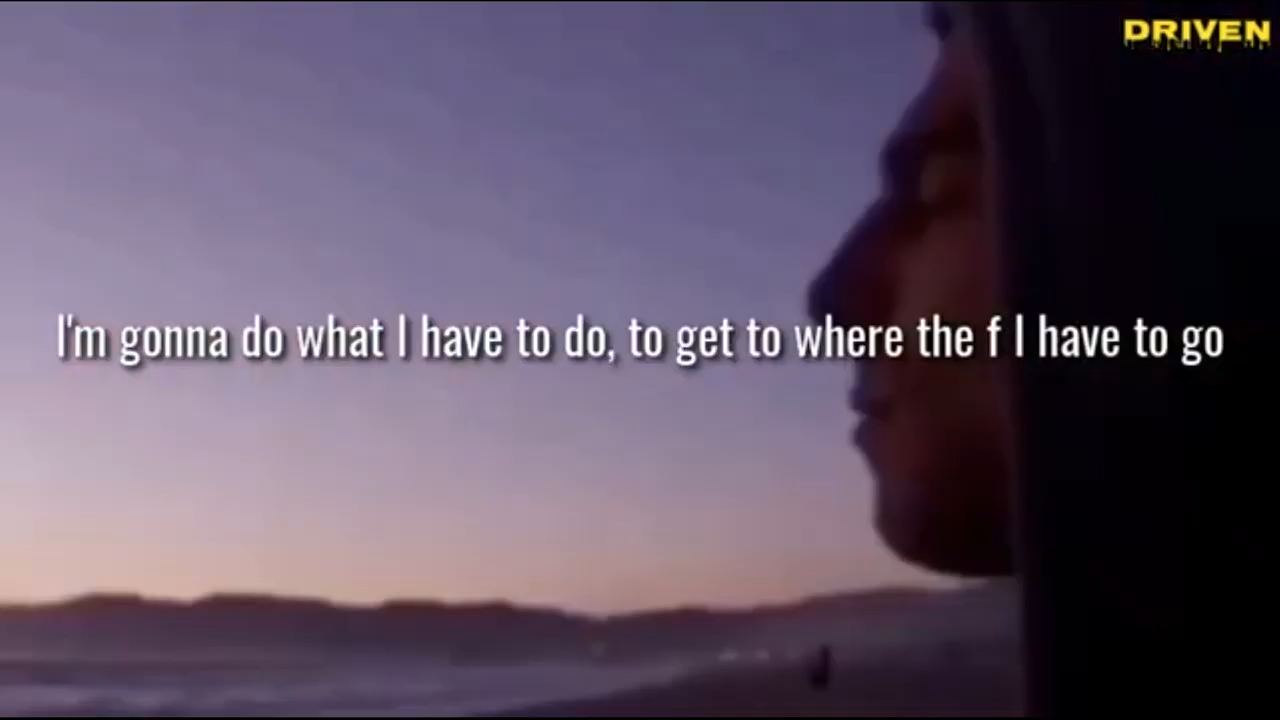 DRIVEN
I'm gonna do what I have to do, to get to where the f I have to go